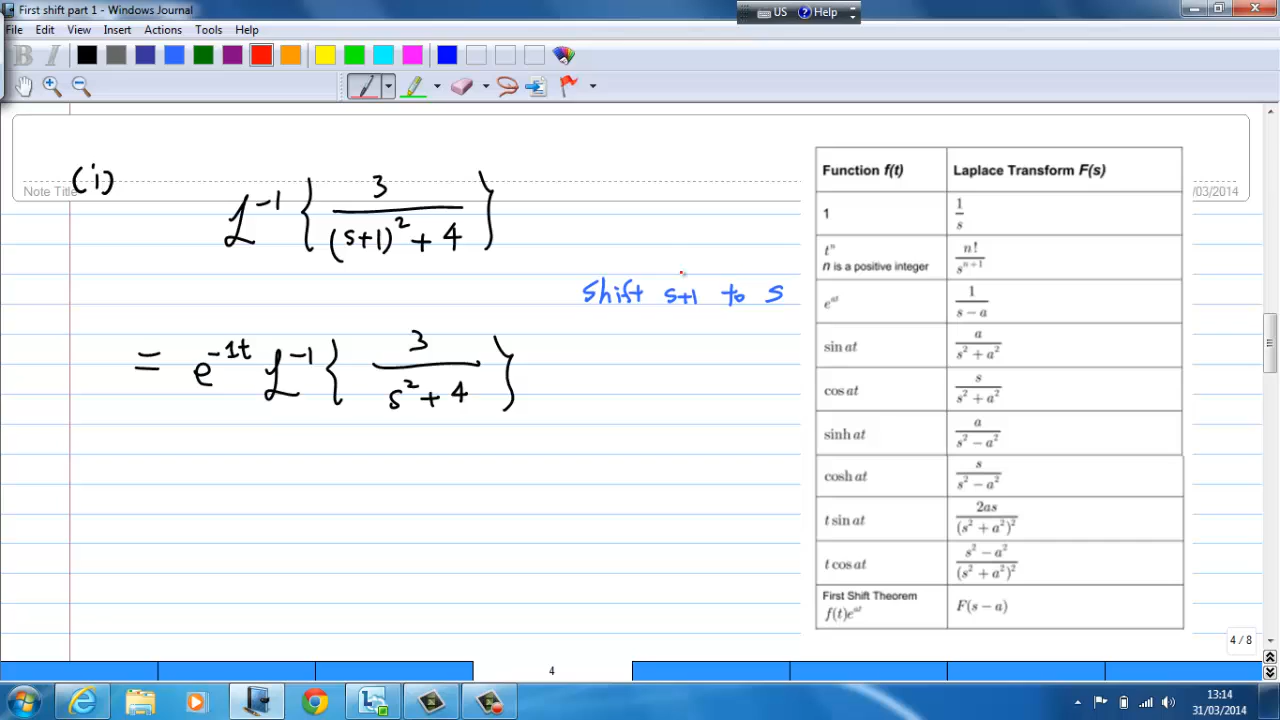 First shift part 1 - Windows Journal
US Help
File Edit View Insert Actions Tools Help
B I
Note Title
/03/2014
(i) ℒ⁻¹ { 3 / ((s+1)² + 4) }
shift s+1 to s
= e^(-1t) ℒ⁻¹ { 3 / (s² + 4) }
Function f(t) Laplace Transform F(s)
1 1/s
tⁿ n is a positive integer n!/sⁿ⁺¹
e^(at) 1/(s − a)
sin at a/(s² + a²)
cos at s/(s² + a²)
sinh at a/(s² − a²)
cosh at s/(s² − a²)
t sin at 2as/(s² + a²)²
t cos at (s² − a²)/(s² + a²)²
First Shift Theorem
f(t)e^(at) F(s − a)
4 / 8
4
13:14
31/03/2014